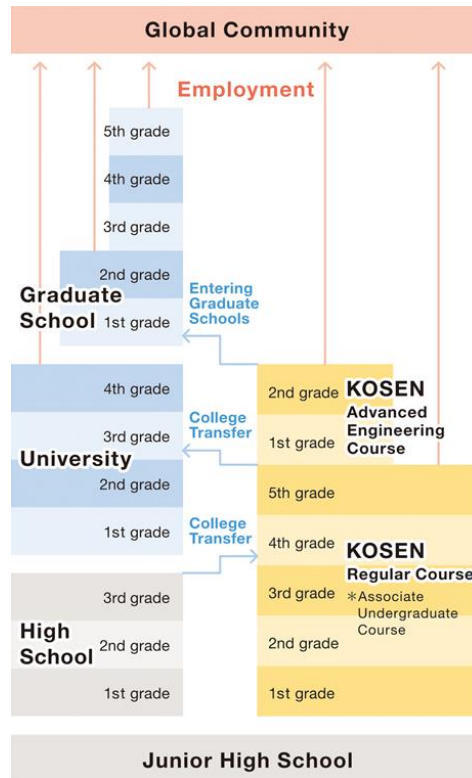 Global Community
Employment
5th grade
4th grade
3rd grade
2nd grade
Graduate
School
1st grade
Entering
Graduate
Schools
4th grade
3rd grade
University
2nd grade
1st grade
College
Transfer
College
Transfer
2nd grade
KOSEN
Advanced
Engineering
Course
1st grade
5th grade
4th grade
KOSEN
Regular Course
3rd grade
*Associate
Undergraduate
Course
2nd grade
1st grade
3rd grade
High
School
2nd grade
1st grade
Junior High School